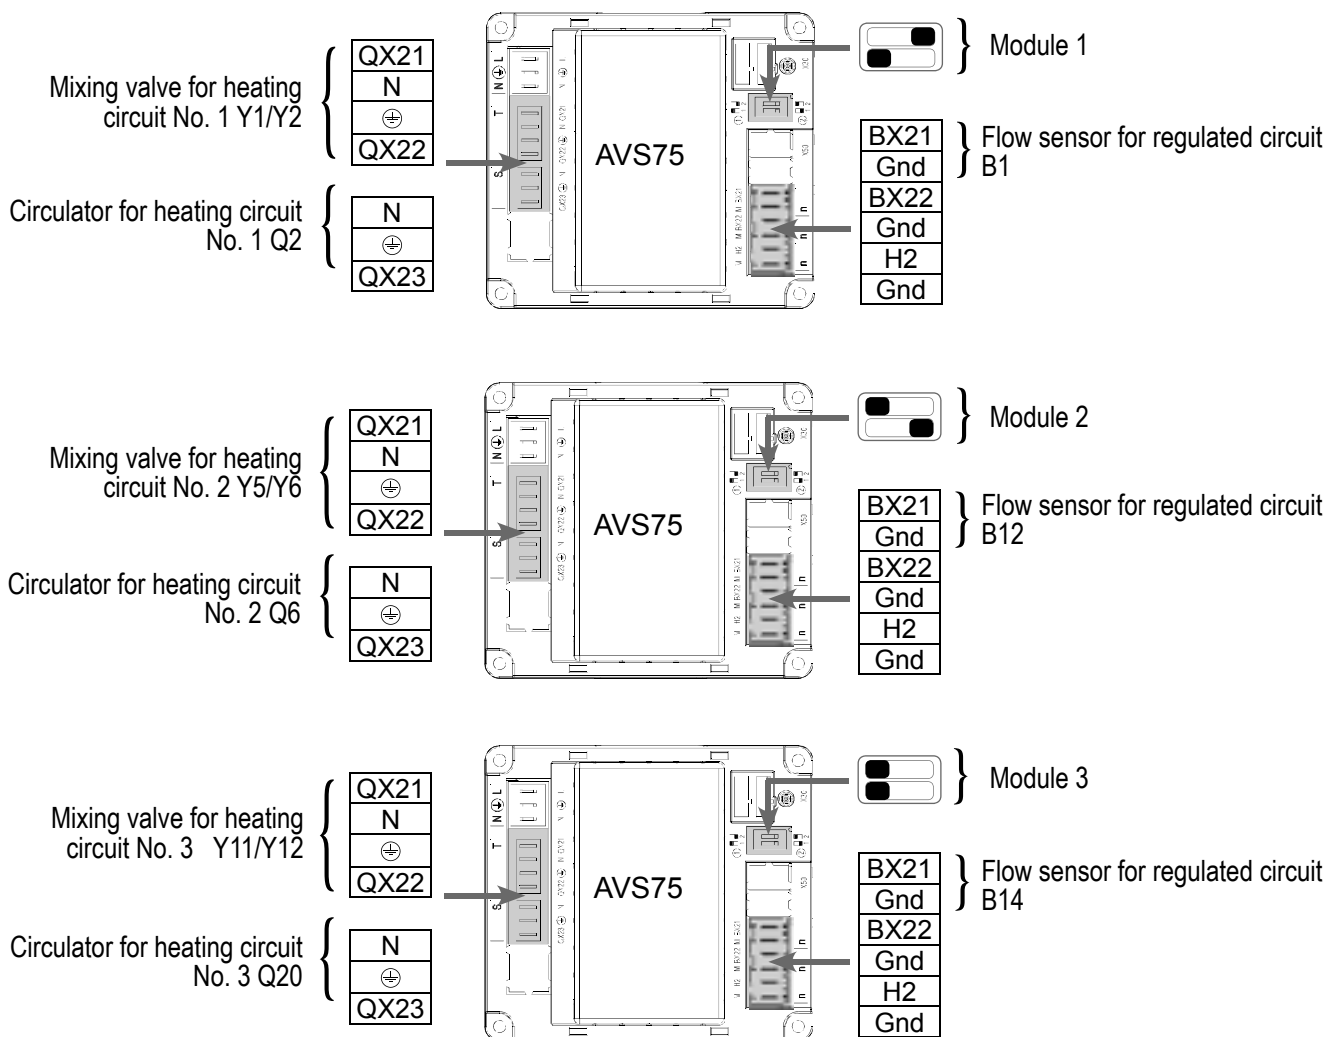 Mixing valve for heating
circuit No. 1 Y1/Y2
QX21
N
QX22
Circulator for heating circuit
No. 1 Q2
N
QX23
AVS75
Module 1
BX21
Gnd
BX22
Gnd
H2
Gnd
Flow sensor for regulated circuit
B1
Mixing valve for heating
circuit No. 2 Y5/Y6
QX21
N
QX22
Circulator for heating circuit
No. 2 Q6
N
QX23
AVS75
Module 2
BX21
Gnd
BX22
Gnd
H2
Gnd
Flow sensor for regulated circuit
B12
Mixing valve for heating
circuit No. 3 Y11/Y12
QX21
N
QX22
Circulator for heating circuit
No. 3 Q20
N
QX23
AVS75
Module 3
BX21
Gnd
BX22
Gnd
H2
Gnd
Flow sensor for regulated circuit
B14